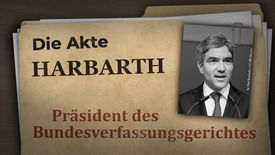 Die Akte
HARBARTH
Präsident des
Bundesverfassungsgerichtes